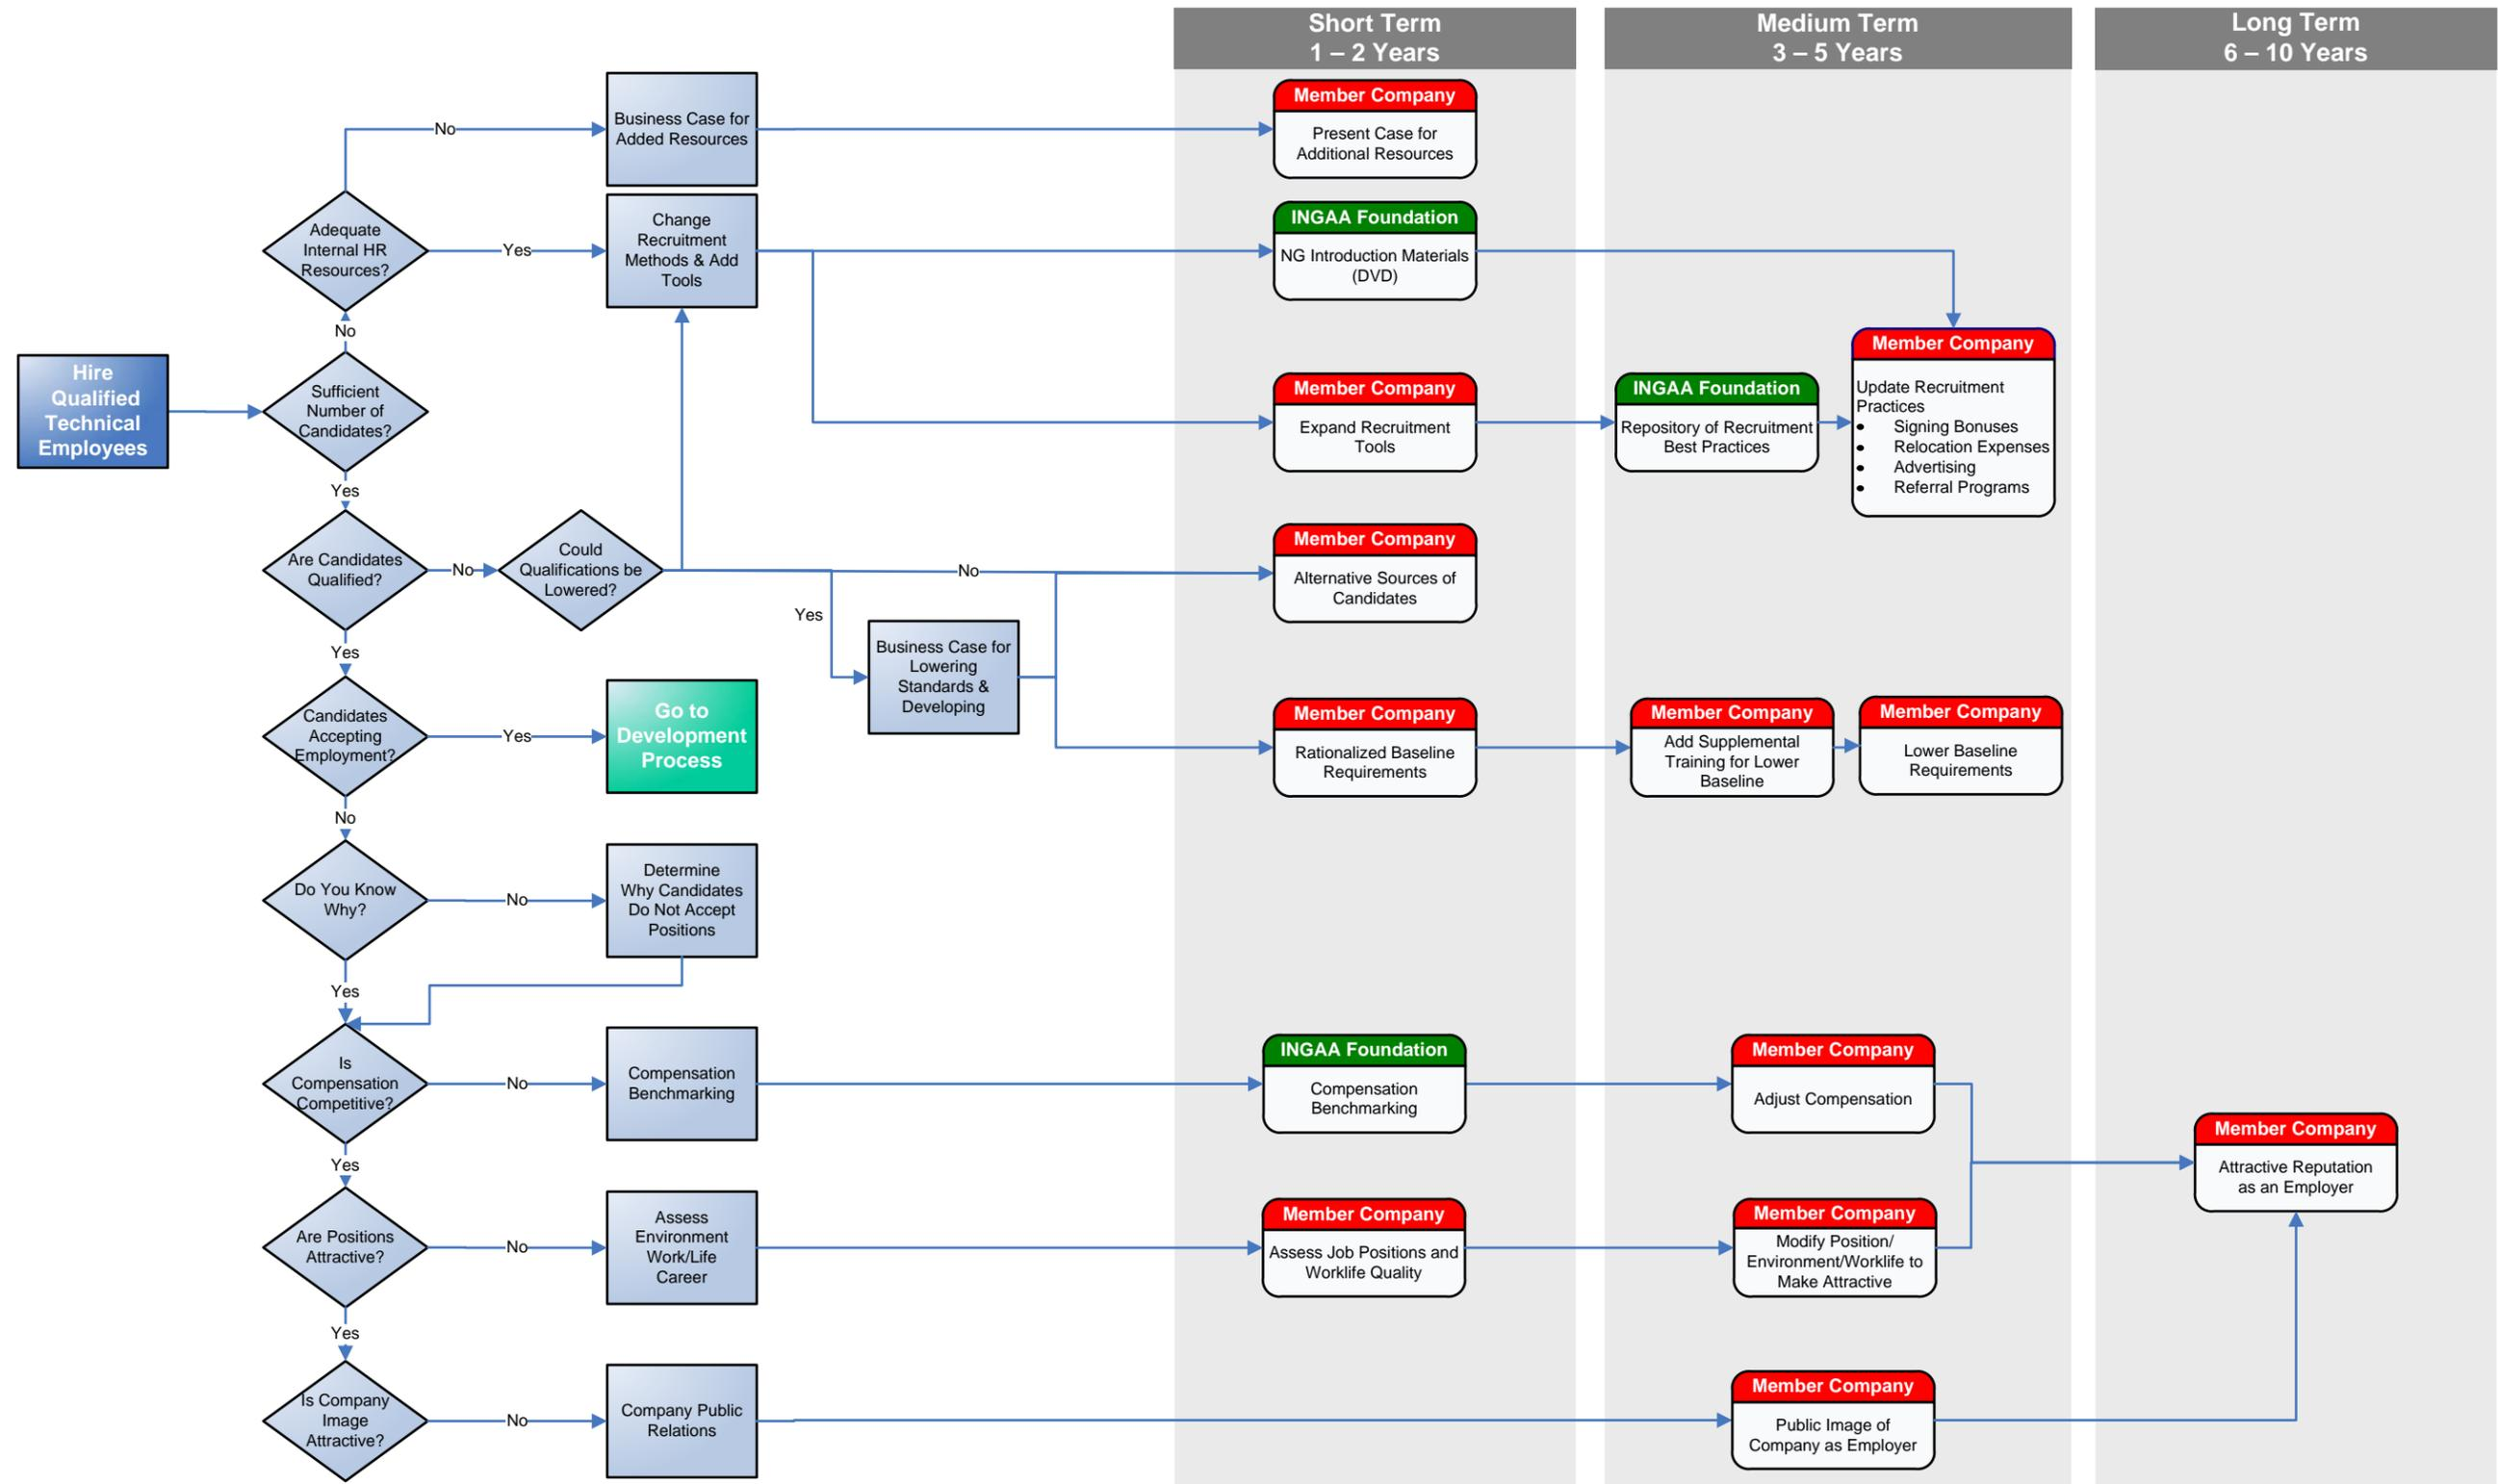 Short Term
1 – 2 Years
Medium Term
3 – 5 Years
Long Term
6 – 10 Years
Business Case for
Added Resources
Member Company
Present Case for
Additional Resources
No
Adequate
Internal HR
Resources?
Yes
Change
Recruitment
Methods & Add
Tools
INGAA Foundation
NG Introduction Materials
(DVD)
No
Hire
Qualified
Technical
Employees
Sufficient
Number of
Candidates?
Member Company
Expand Recruitment
Tools
INGAA Foundation
Repository of Recruitment
Best Practices
Member Company
Update Recruitment
Practices
• Signing Bonuses
• Relocation Expenses
• Advertising
• Referral Programs
Yes
Are Candidates
Qualified?
No
Could
Qualifications be
Lowered?
No
Member Company
Alternative Sources of
Candidates
Yes
Business Case for
Lowering
Standards &
Developing
Yes
Candidates
Accepting
Employment?
Yes
Go to
Development
Process
Member Company
Rationalized Baseline
Requirements
Member Company
Add Supplemental
Training for Lower
Baseline
Member Company
Lower Baseline
Requirements
No
Do You Know
Why?
No
Determine
Why Candidates
Do Not Accept
Positions
Yes
Is
Compensation
Competitive?
No
Compensation
Benchmarking
INGAA Foundation
Compensation
Benchmarking
Member Company
Adjust Compensation
Member Company
Attractive Reputation
as an Employer
Yes
Are Positions
Attractive?
No
Assess
Environment
Work/Life
Career
Member Company
Assess Job Positions and
Worklife Quality
Member Company
Modify Position/
Environment/Worklife to
Make Attractive
Yes
Is Company
Image
Attractive?
No
Company Public
Relations
Member Company
Public Image of
Company as Employer